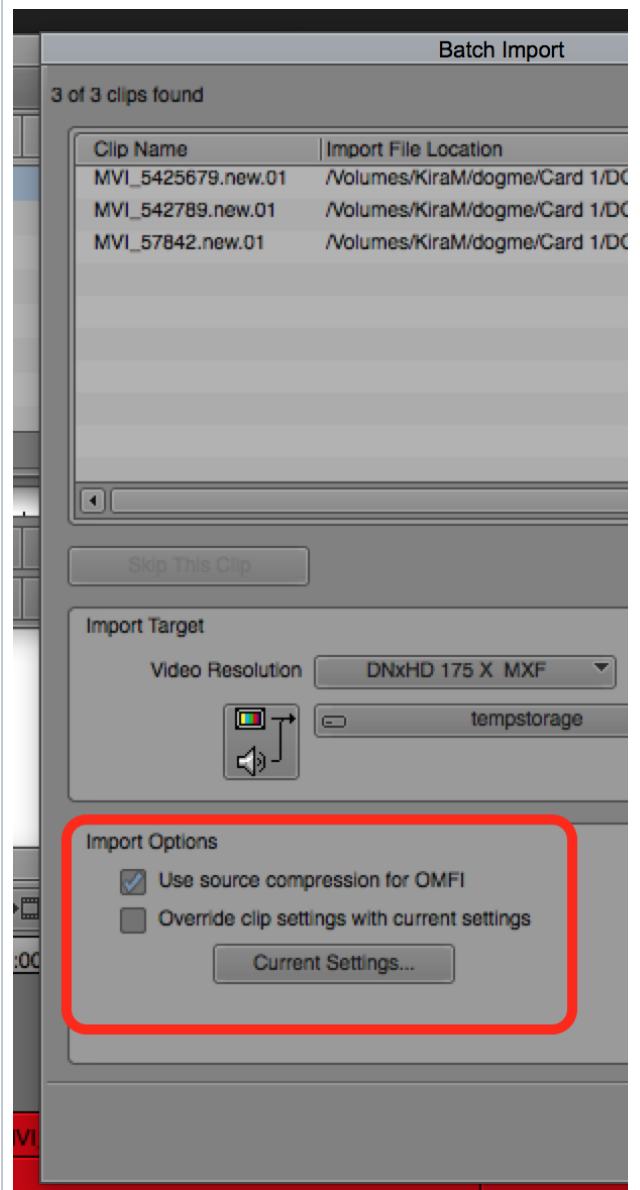 Batch Import
3 of 3 clips found
Clip Name Import File Location
MVI_5425679.new.01 /Volumes/KiraM/dogme/Card 1/DC
MVI_542789.new.01 /Volumes/KiraM/dogme/Card 1/DC
MVI_57842.new.01 /Volumes/KiraM/dogme/Card 1/DC
Skip This Clip
Import Target
Video Resolution DNxHD 175 X MXF
tempstorage
Import Options
Use source compression for OMFI
Override clip settings with current settings
:00
Current Settings...
MVI